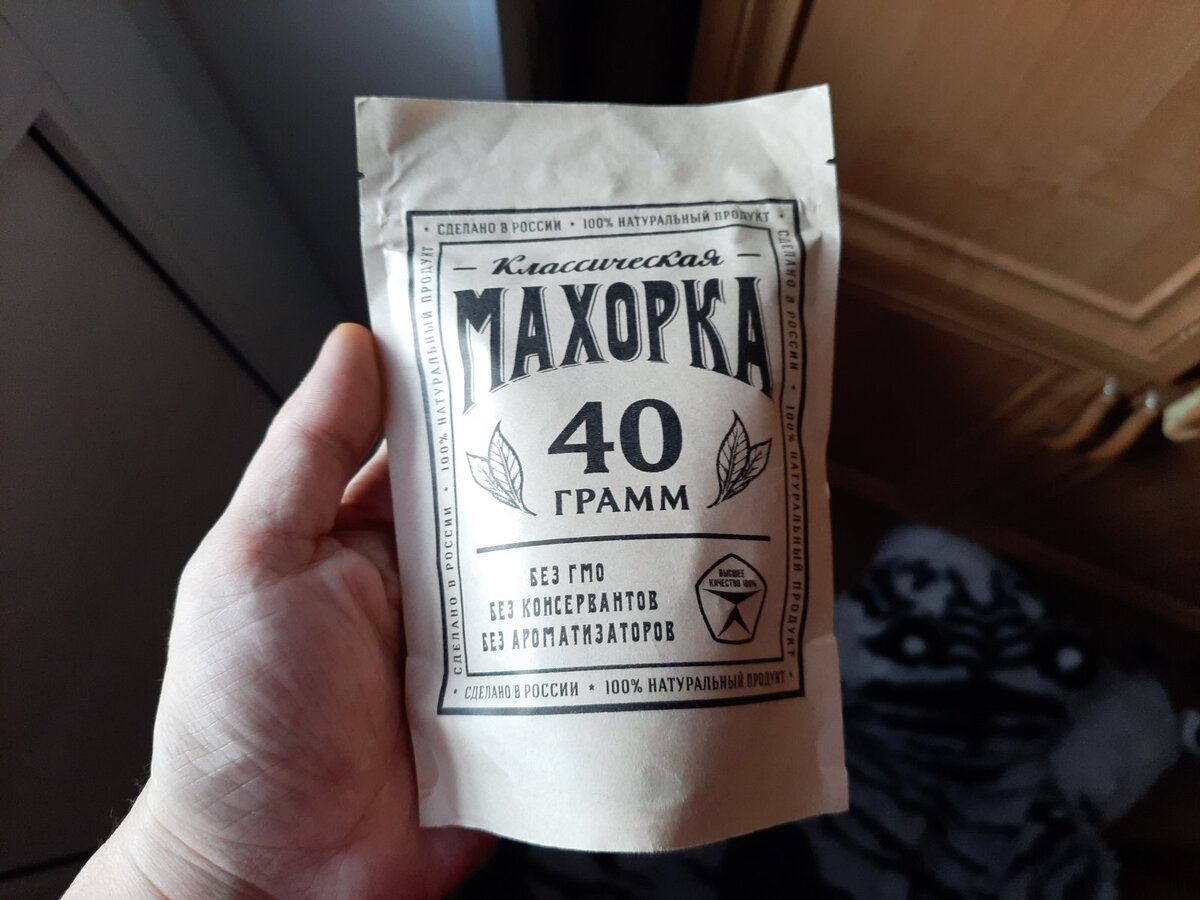 • СДЕЛАНО В РОССИИ • 100% НАТУРАЛЬНЫЙ ПРОДУКТ •
— Классическая —
МАХОРКА
40
ГРАММ
БЕЗ ГМО
БЕЗ КОНСЕРВАНТОВ
БЕЗ АРОМАТИЗАТОРОВ
ВЫСШЕЕ
КАЧЕСТВО 100%
СДЕЛАНО В РОССИИ • 100% НАТУРАЛЬНЫЙ ПРОДУКТ
СДЕЛАНО В РОССИИ • 100% НАТУРАЛЬНЫЙ ПРОДУКТ
• СДЕЛАНО В РОССИИ * 100% НАТУРАЛЬНЫЙ ПРОДУКТ •